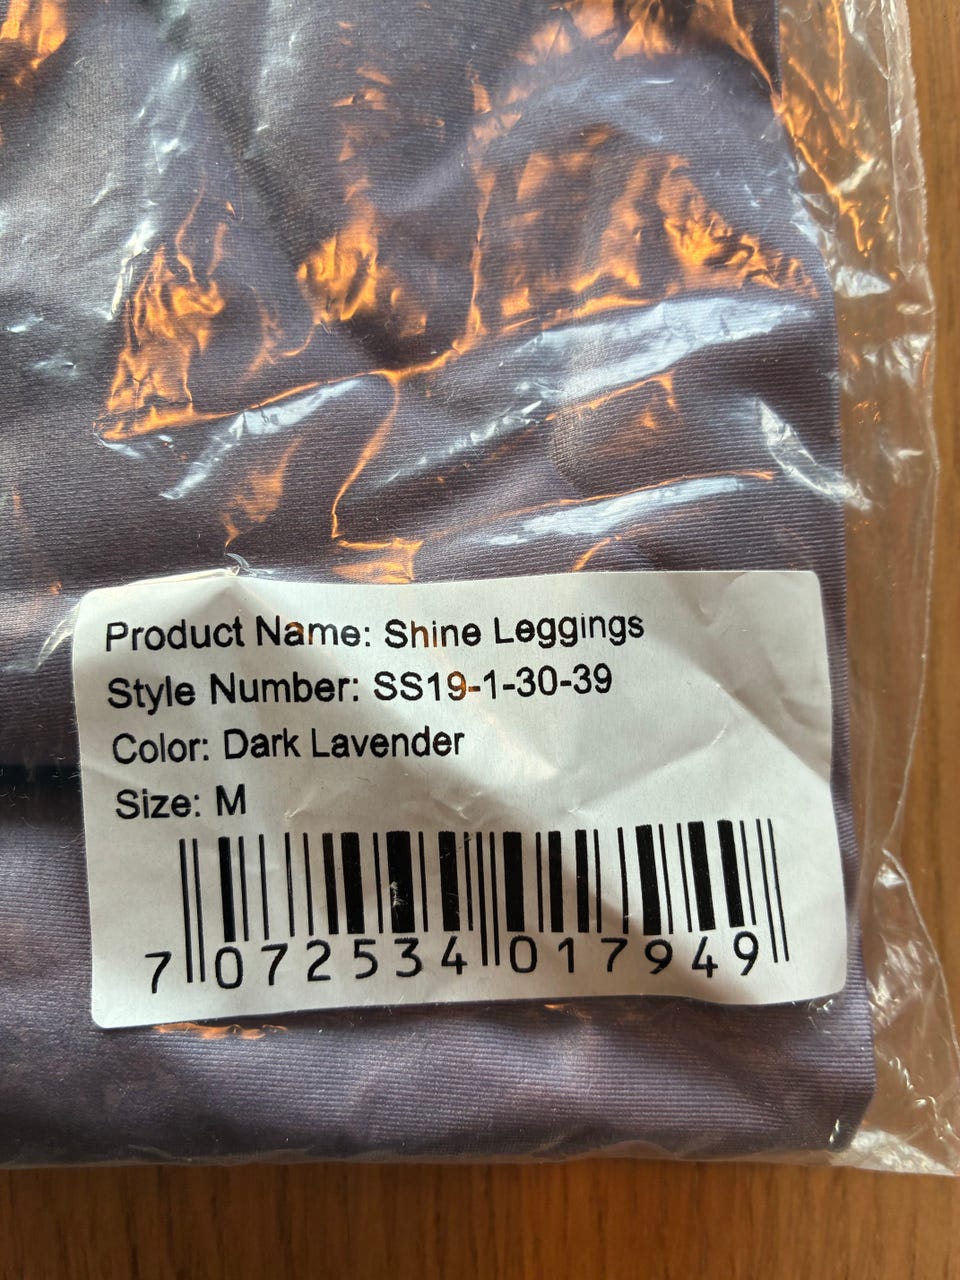 Product Name: Shine Leggings
Style Number: SS19-1-30-39
Color: Dark Lavender
Size: M
7 072534 017949